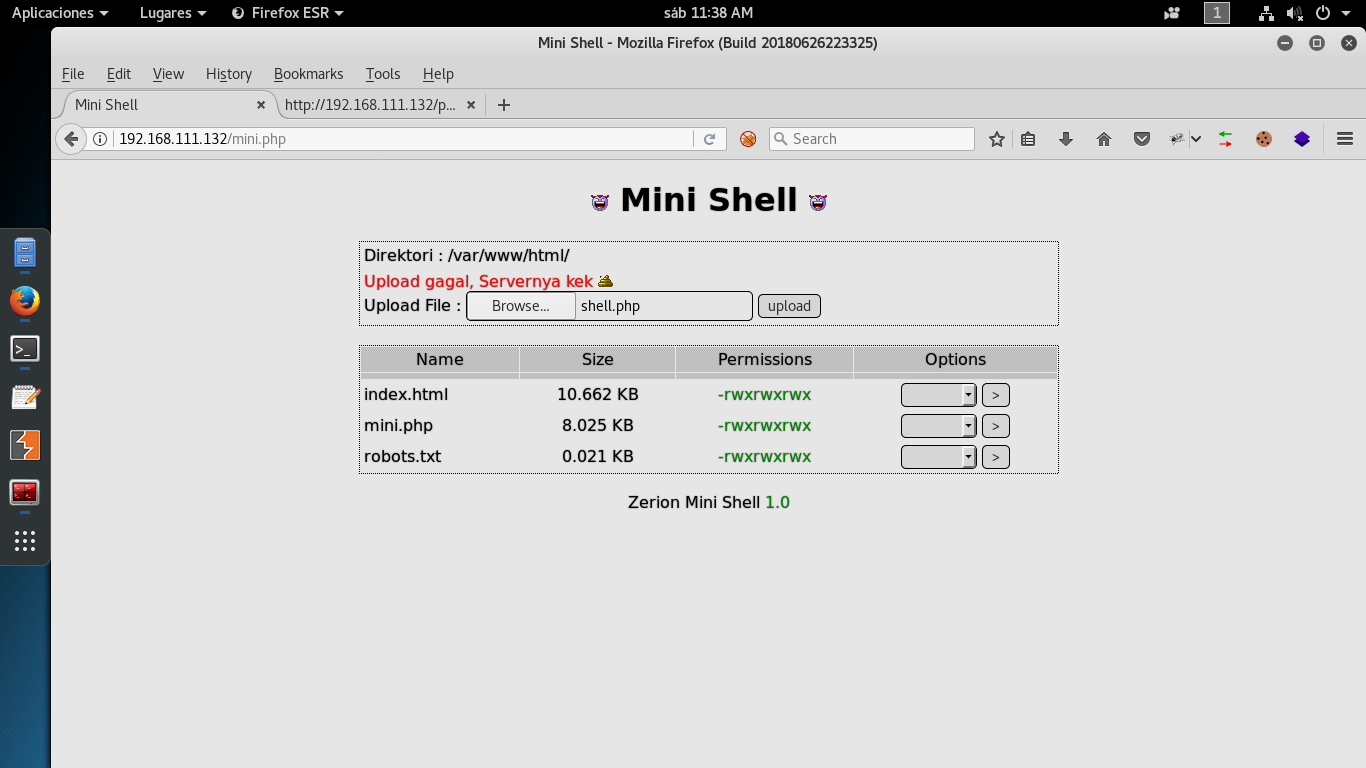 Aplicaciones Lugares Firefox ESR sáb 11:38 AM 1
Mini Shell - Mozilla Firefox (Build 20180626223325)
File Edit View History Bookmarks Tools Help
Mini Shell http://192.168.111.132/p...
192.168.111.132/mini.php Search
Mini Shell
Direktori : /var/www/html/
Upload gagal, Servernya kek
Upload File : Browse... shell.php upload
Name Size Permissions Options
index.html 10.662 KB -rwxrwxrwx >
mini.php 8.025 KB -rwxrwxrwx >
robots.txt 0.021 KB -rwxrwxrwx >
Zerion Mini Shell 1.0